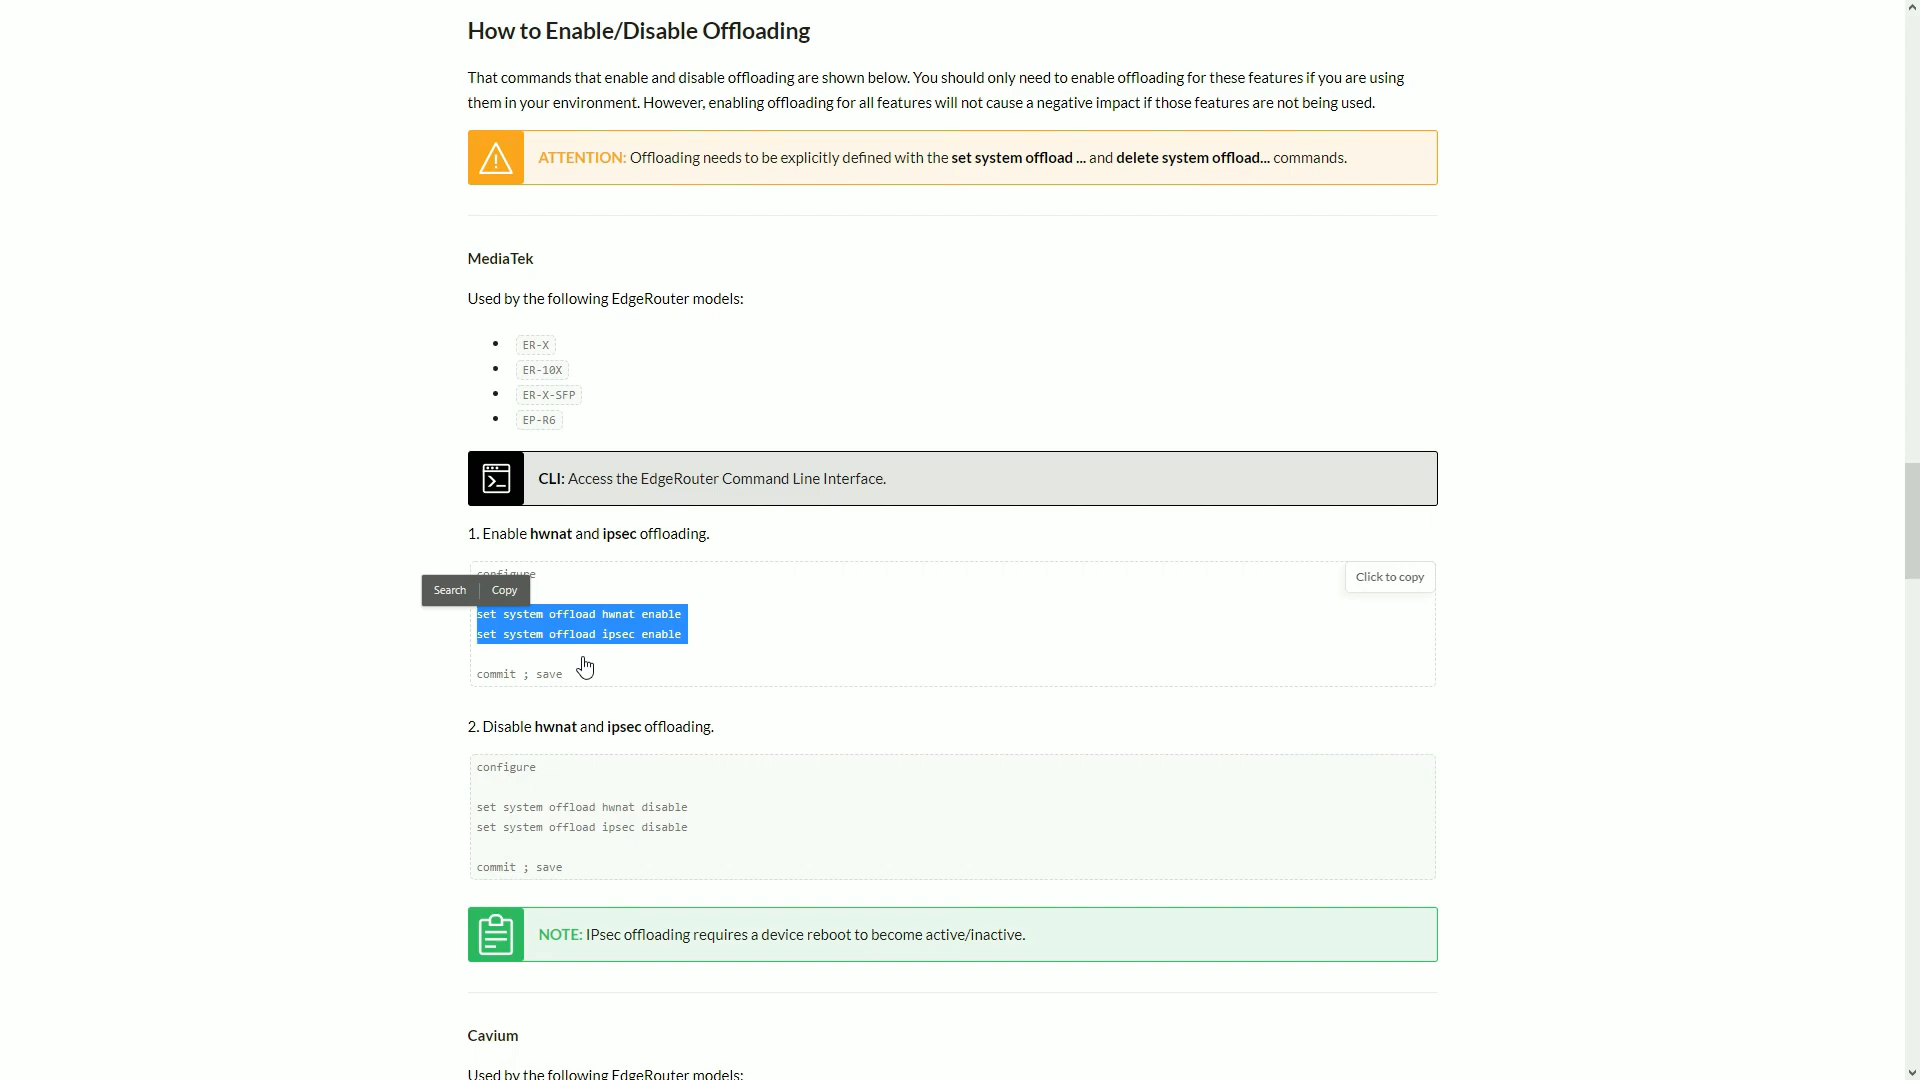 How to Enable/Disable Offloading
That commands that enable and disable offloading are shown below. You should only need to enable offloading for these features if you are using
them in your environment. However, enabling offloading for all features will not cause a negative impact if those features are not being used.
ATTENTION: Offloading needs to be explicitly defined with the set system offload ... and delete system offload... commands.
MediaTek
Used by the following EdgeRouter models:
ER-X
ER-10X
ER-X-SFP
EP-R6
CLI: Access the EdgeRouter Command Line Interface.
1. Enable hwnat and ipsec offloading.
configure
Click to copy
Search Copy
set system offload hwnat enable
set system offload ipsec enable
commit ; save
2. Disable hwnat and ipsec offloading.
configure
set system offload hwnat disable
set system offload ipsec disable
commit ; save
NOTE: IPsec offloading requires a device reboot to become active/inactive.
Cavium
Used by the following EdgeRouter models: